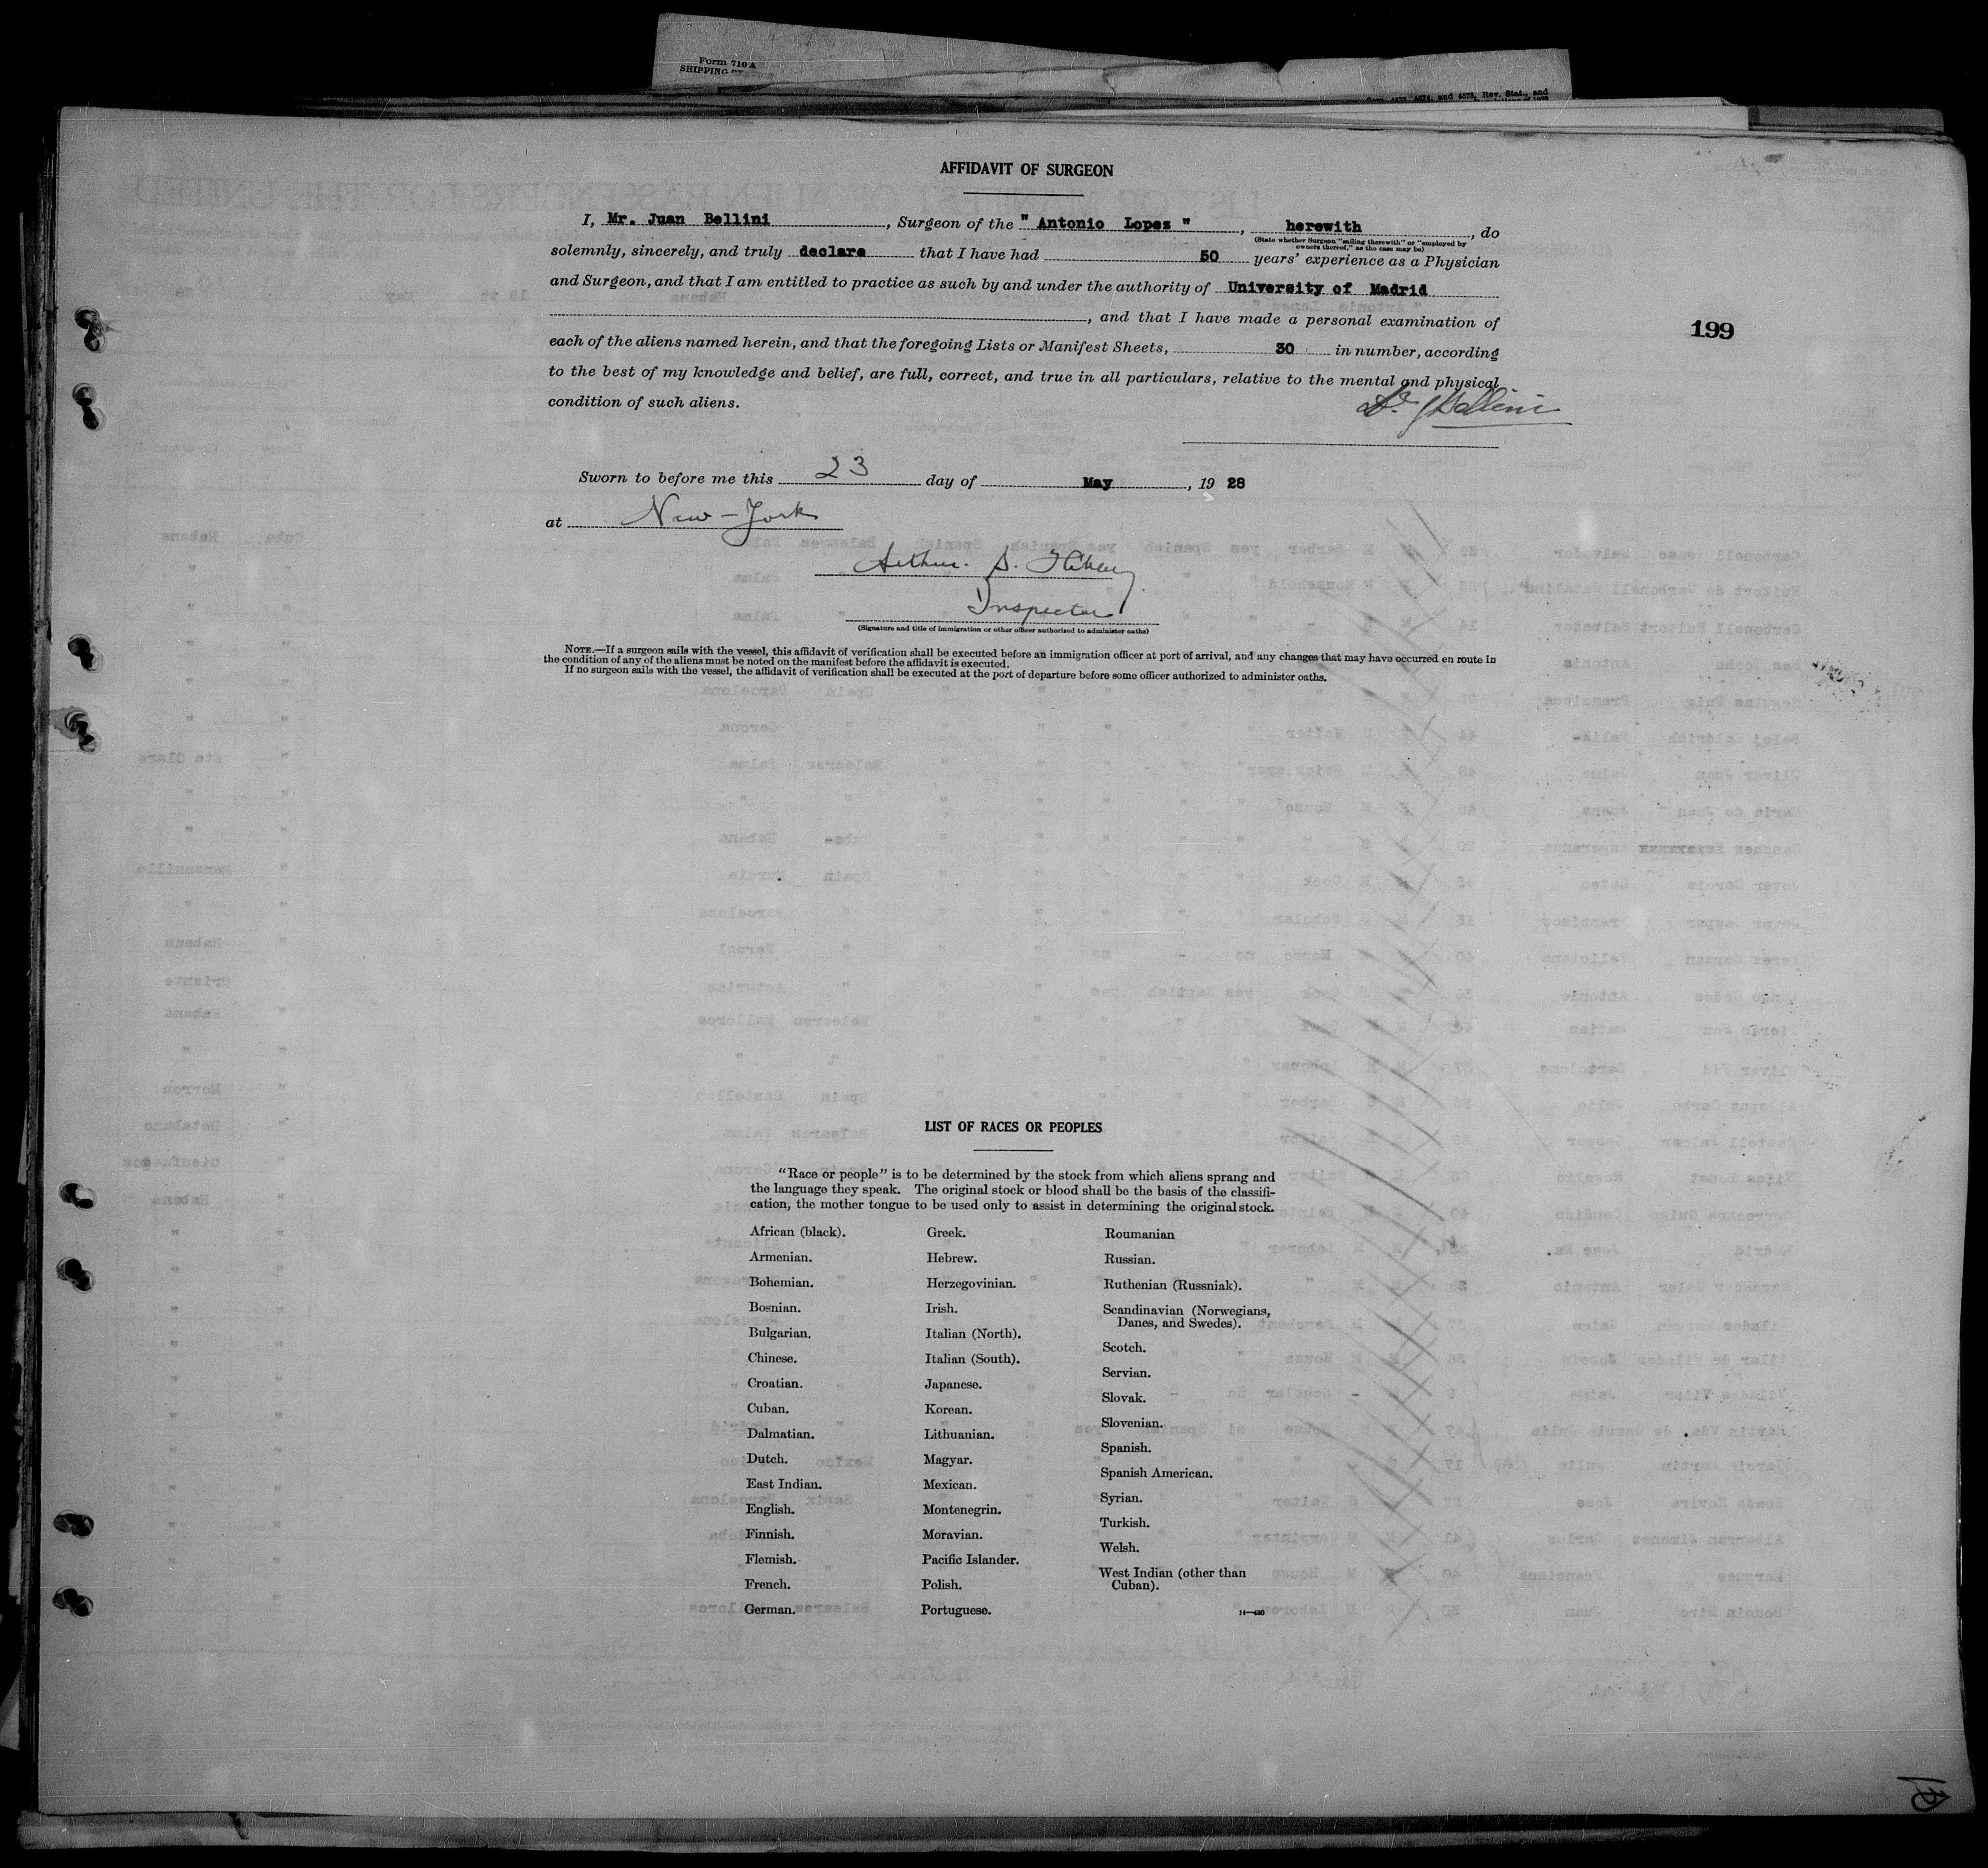 Form 710 A
SHIPPING
4574, and 4575, Rev. Stat., and
AFFIDAVIT OF SURGEON
I, Mr. Juan Bellini, Surgeon of the " Antonio Lopez ", herewith, do
(State whether Surgeon "sailing therewith" or "employed by
owners thereof," as the case may be)
solemnly, sincerely, and truly declare that I have had 50 years' experience as a Physician
and Surgeon, and that I am entitled to practice as such by and under the authority of University of Madrid
, and that I have made a personal examination of
199
each of the aliens named herein, and that the foregoing Lists or Manifest Sheets, 30 in number, according
to the best of my knowledge and belief, are full, correct, and true in all particulars, relative to the mental and physical
condition of such aliens.
Dr. J Bellini
Sworn to before me this 23 day of May, 19 28
at New-York
Arthur. S.
Inspector
(Signature and title of immigration or other officer authorized to administer oaths)
NOTE.—If a surgeon sails with the vessel, this affidavit of verification shall be executed before an immigration officer at port of arrival, and any changes that may have occurred en route in
the condition of any of the aliens must be noted on the manifest before the affidavit is executed.
If no surgeon sails with the vessel, the affidavit of verification shall be executed at the port of departure before some officer authorized to administer oaths.
LIST OF RACES OR PEOPLES
"Race or people" is to be determined by the stock from which aliens sprang and
the language they speak. The original stock or blood shall be the basis of the classifi-
cation, the mother tongue to be used only to assist in determining the original stock.
African (black).
Armenian.
Bohemian.
Bosnian.
Bulgarian.
Chinese.
Croatian.
Cuban.
Dalmatian.
Dutch.
East Indian.
English.
Finnish.
Flemish.
French.
German.
Greek.
Hebrew.
Herzegovinian.
Irish.
Italian (North).
Italian (South).
Japanese.
Korean.
Lithuanian.
Magyar.
Mexican.
Montenegrin.
Moravian.
Pacific Islander.
Polish.
Portuguese.
Roumanian
Russian.
Ruthenian (Russniak).
Scandinavian (Norwegians,
Danes, and Swedes).
Scotch.
Servian.
Slovak.
Slovenian.
Spanish.
Spanish American.
Syrian.
Turkish.
Welsh.
West Indian (other than
Cuban).
14—430